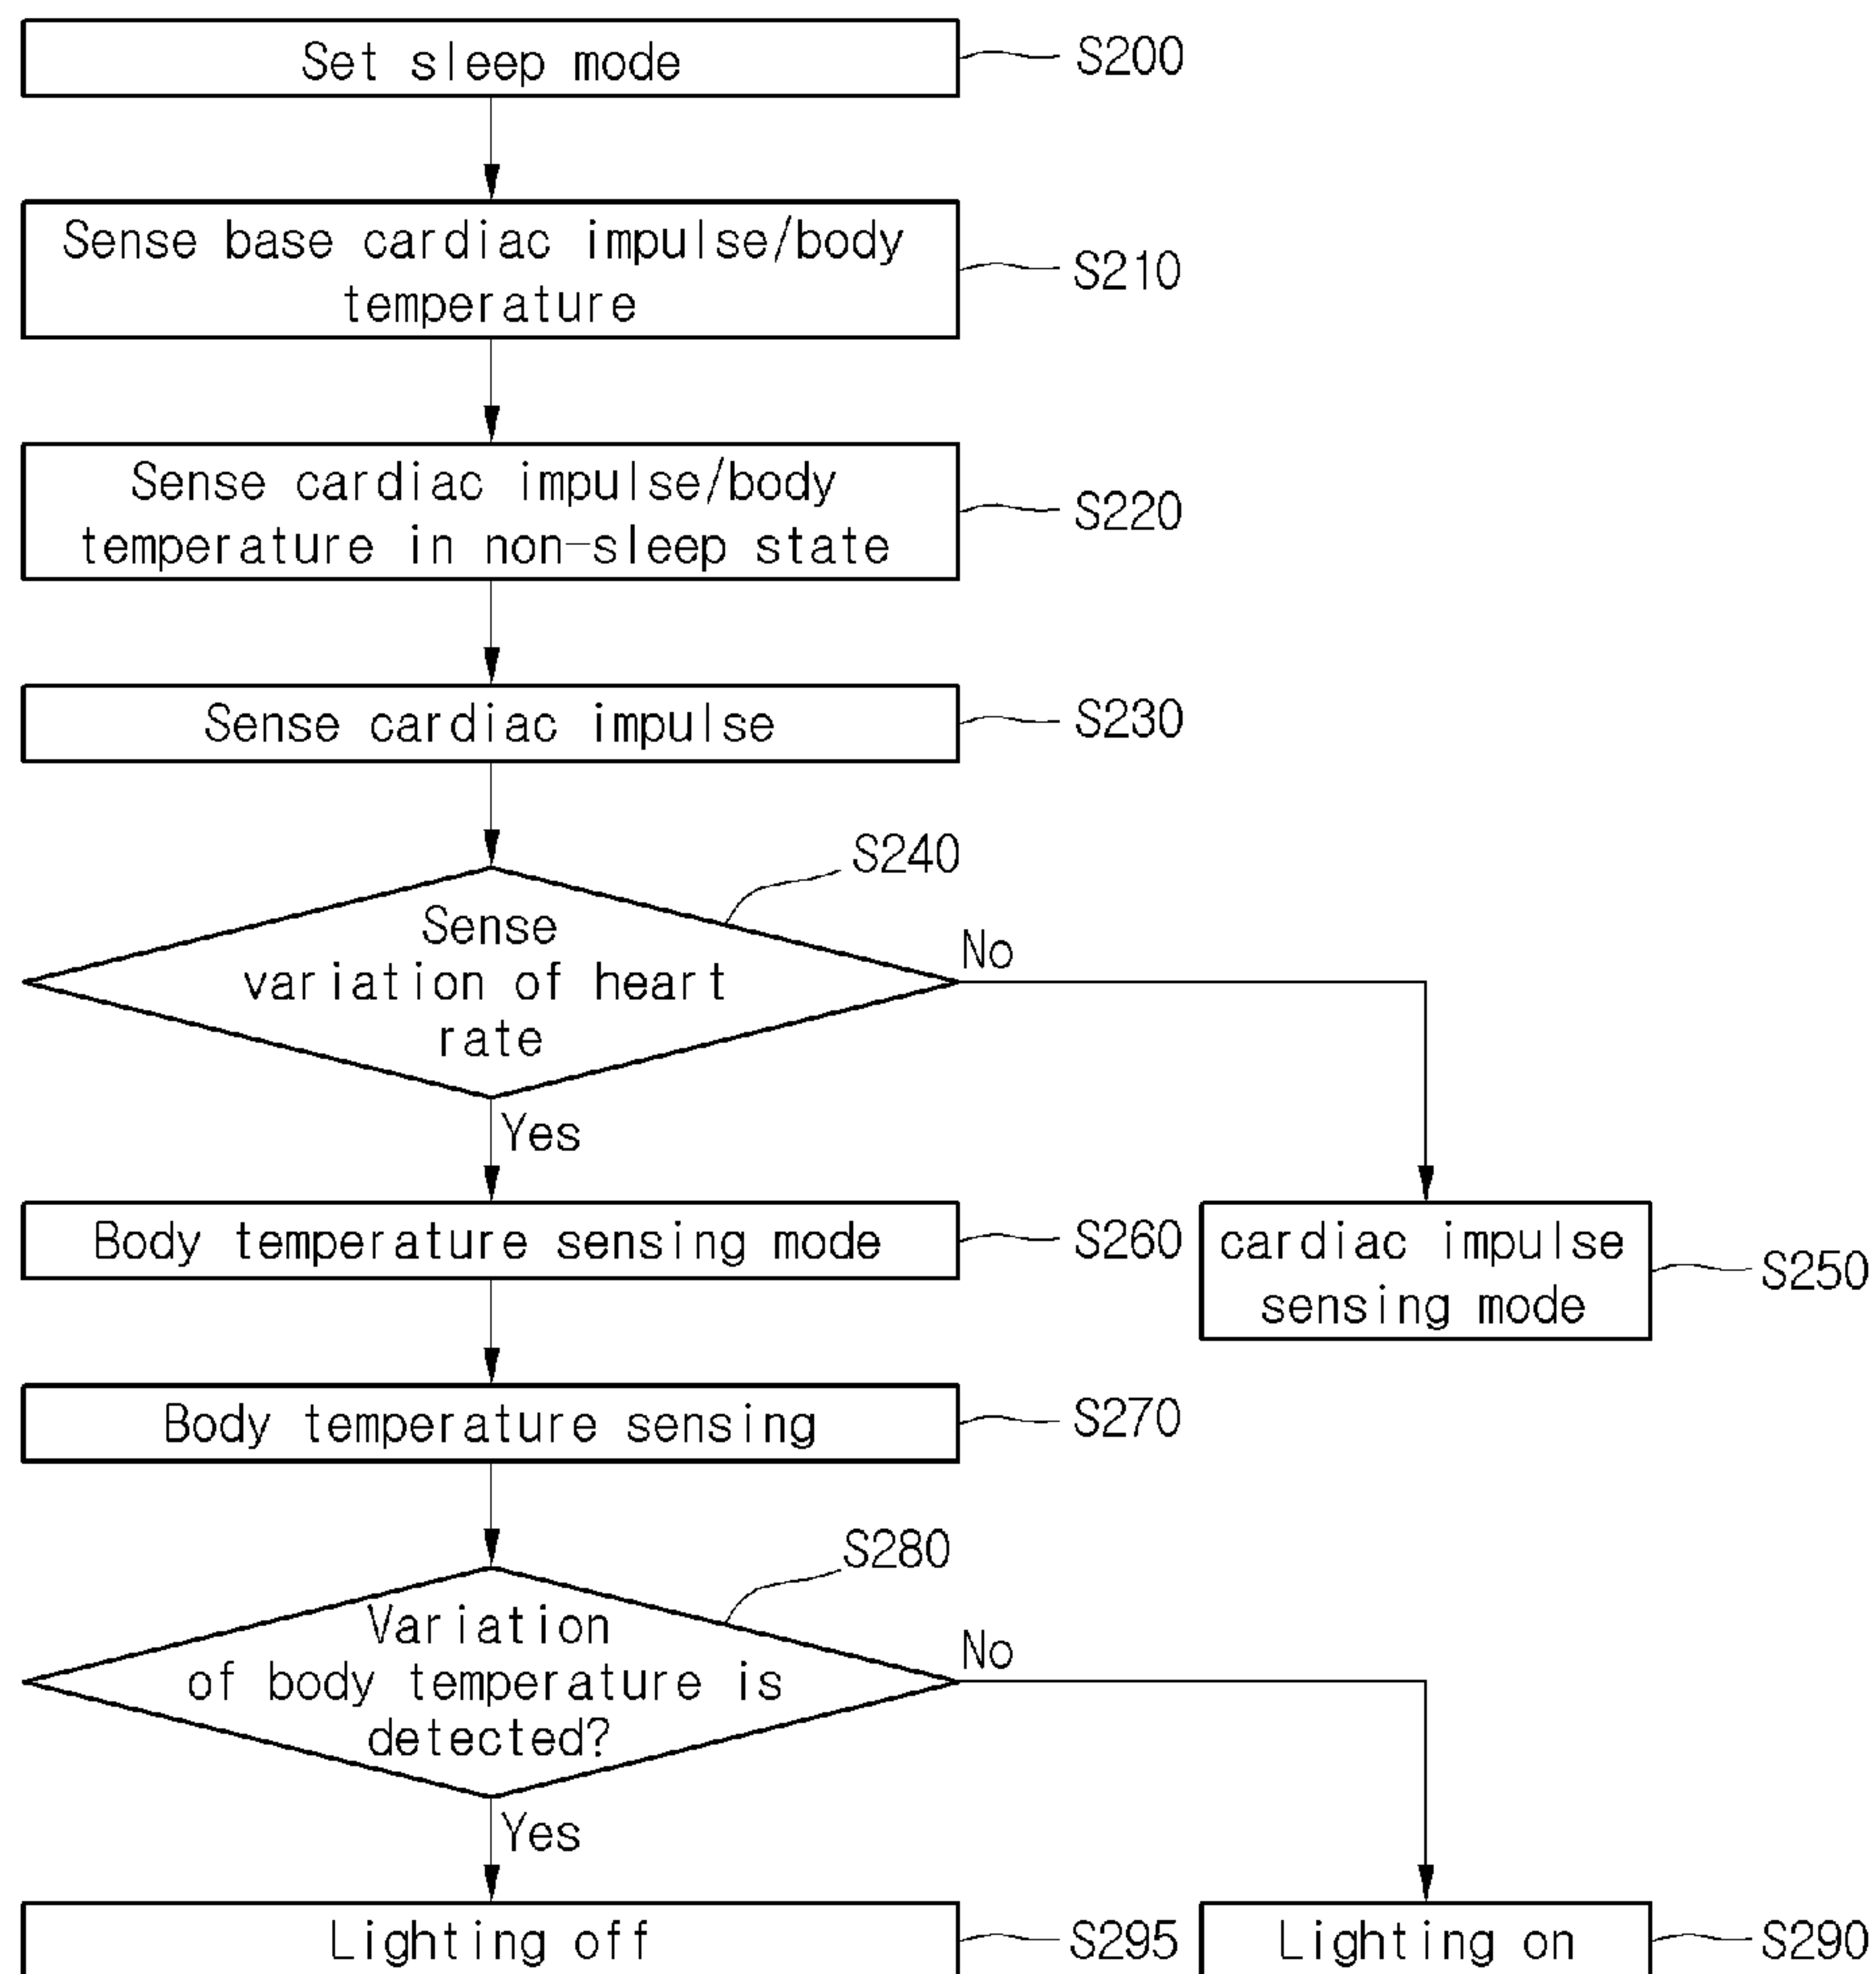 Set sleep mode
S200
Sense base cardiac impulse/body
temperature
S210
Sense cardiac impulse/body
temperature in non-sleep state
S220
Sense cardiac impulse
S230
S240
Sense
variation of heart
rate
No
Yes
Body temperature sensing mode
S260
cardiac impulse
sensing mode
S250
Body temperature sensing
S270
S280
Variation
of body temperature is
detected?
No
Yes
Lighting off
S295
Lighting on
S290